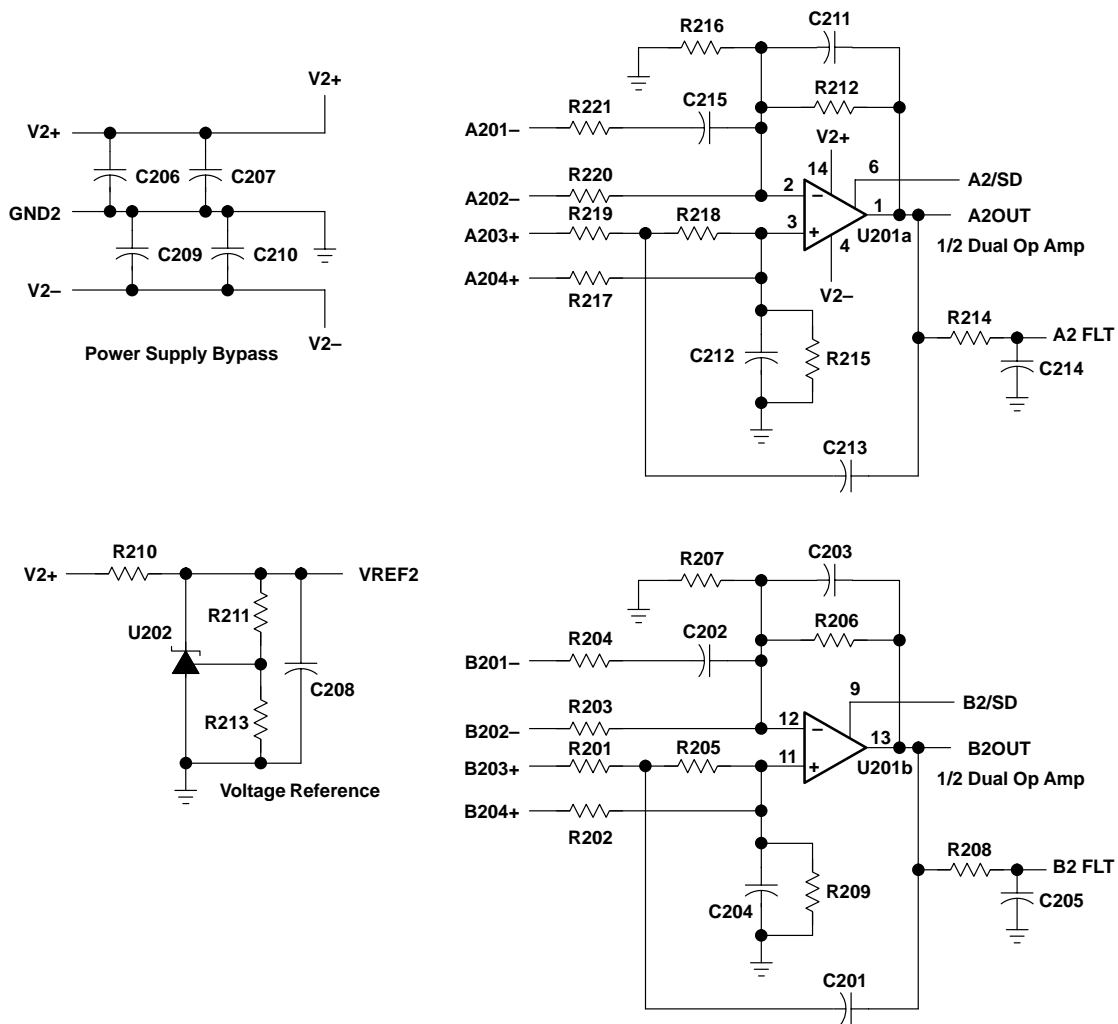 V2+
V2+
C206
C207
GND2
C209
C210
V2–
V2–
Power Supply Bypass
R216
C211
R212
R221
C215
A201–
V2+
R220
14
6
A2/SD
A202–
2
–
R219
R218
3
+
1
A2OUT
A203+
4
U201a
1/2 Dual Op Amp
A204+
R217
V2–
R214
A2 FLT
C212
R215
C214
C213
R210
V2+
VREF2
R211
U202
C208
R213
Voltage Reference
R207
C203
R206
R204
C202
B201–
R203
9
B2/SD
B202–
12
–
R201
R205
11
+
13
B2OUT
B203+
U201b
1/2 Dual Op Amp
B204+
R202
R208
B2 FLT
C204
R209
C205
C201